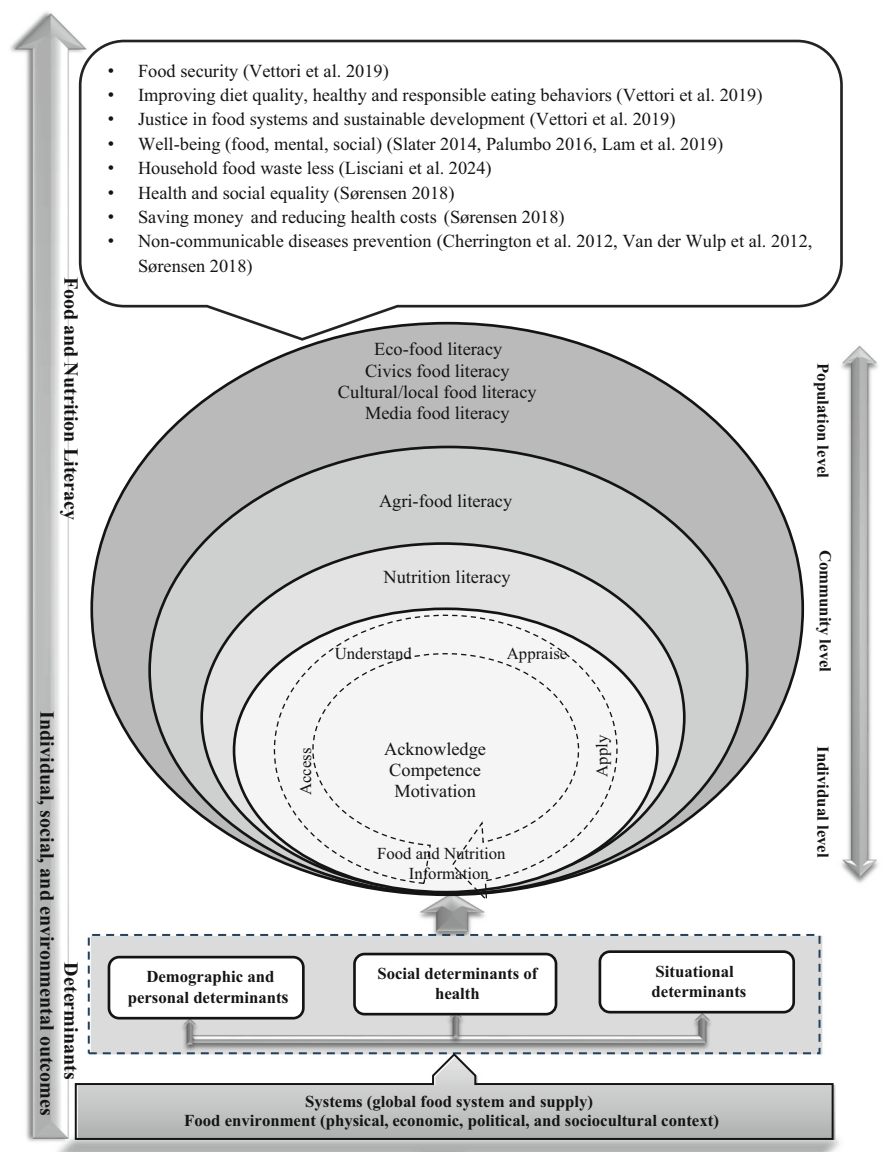 • Food security (Vettori et al. 2019)
• Improving diet quality, healthy and responsible eating behaviors (Vettori et al. 2019)
• Justice in food systems and sustainable development (Vettori et al. 2019)
• Well-being (food, mental, social) (Slater 2014, Palumbo 2016, Lam et al. 2019)
• Household food waste less (Lisciani et al. 2024)
• Health and social equality (Sørensen 2018)
• Saving money and reducing health costs (Sørensen 2018)
• Non-communicable diseases prevention (Cherrington et al. 2012, Van der Wulp et al. 2012,
Sørensen 2018)
Food and Nutrition Literacy
Individual, social, and environmental outcomes
Determinants
Eco-food literacy
Civics food literacy
Cultural/local food literacy
Media food literacy
Agri-food literacy
Nutrition literacy
Understand
Appraise
Access
Apply
Acknowledge
Competence
Motivation
Food and Nutrition
Information
Population level
Community level
Individual level
Demographic and
personal determinants
Social determinants of
health
Situational
determinants
Systems (global food system and supply)
Food environment (physical, economic, political, and sociocultural context)